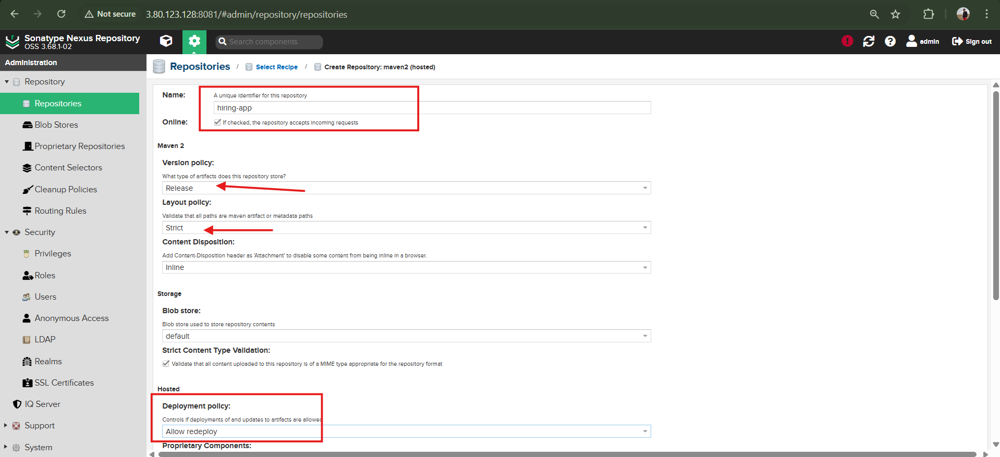 Not secure 3.80.123.128:8081/#admin/repository/repositories
Sonatype Nexus Repository
OSS 3.68.1-02
Search components
admin
Sign out
Administration
Repository
Repositories
Blob Stores
Proprietary Repositories
Content Selectors
Cleanup Policies
Routing Rules
Security
Privileges
Roles
Users
Anonymous Access
LDAP
Realms
SSL Certificates
IQ Server
Support
System
Repositories / Select Recipe / Create Repository: maven2 (hosted)
Name:
A unique identifier for this repository
hiring-app
Online:
If checked, the repository accepts incoming requests
Maven 2
Version policy:
What type of artifacts does this repository store?
Release
Layout policy:
Validate that all paths are maven artifact or metadata paths
Strict
Content Disposition:
Add Content-Disposition header as 'Attachment' to disable some content from being inline in a browser.
Inline
Storage
Blob store:
Blob store used to store repository contents
default
Strict Content Type Validation:
Validate that all content uploaded to this repository is of a MIME type appropriate for the repository format
Hosted
Deployment policy:
Controls if deployments of and updates to artifacts are allowed
Allow redeploy
Proprietary Components: